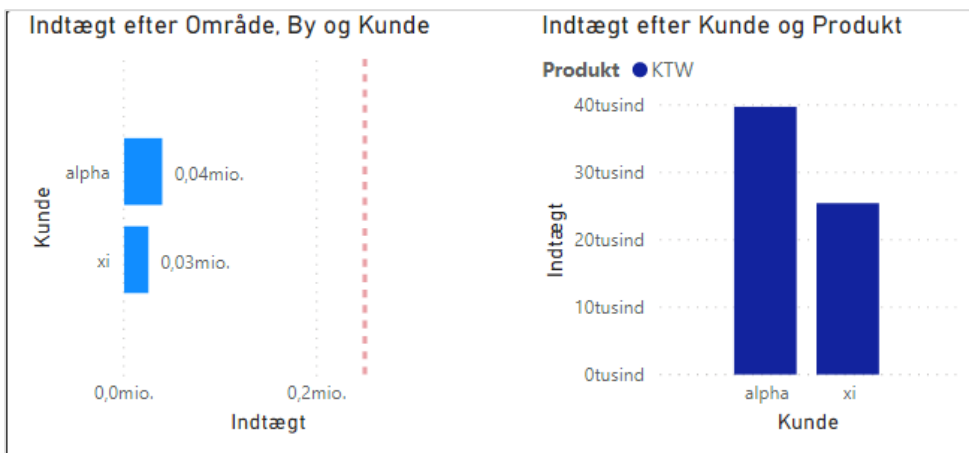 Indtægt efter Område, By og Kunde
Kunde
alpha
0,04mio.
xi
0,03mio.
0,0mio.
0,2mio.
Indtægt
Indtægt efter Kunde og Produkt
Produkt KTW
Indtægt
40tusind
30tusind
20tusind
10tusind
0tusind
alpha
xi
Kunde